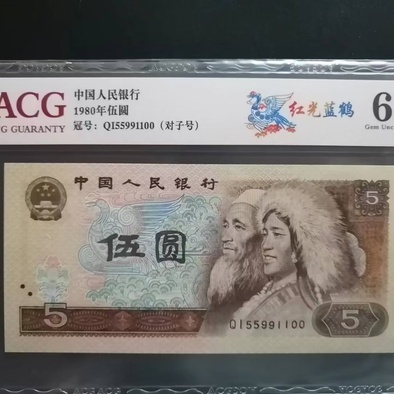 ACG
NG GUARANTY
中国人民银行
1980年伍圆
冠号：QI55991100（对子号）
红光蓝鹤
6
Gem Unc
中国人民银行
5
伍圆
QI55991100
5
5